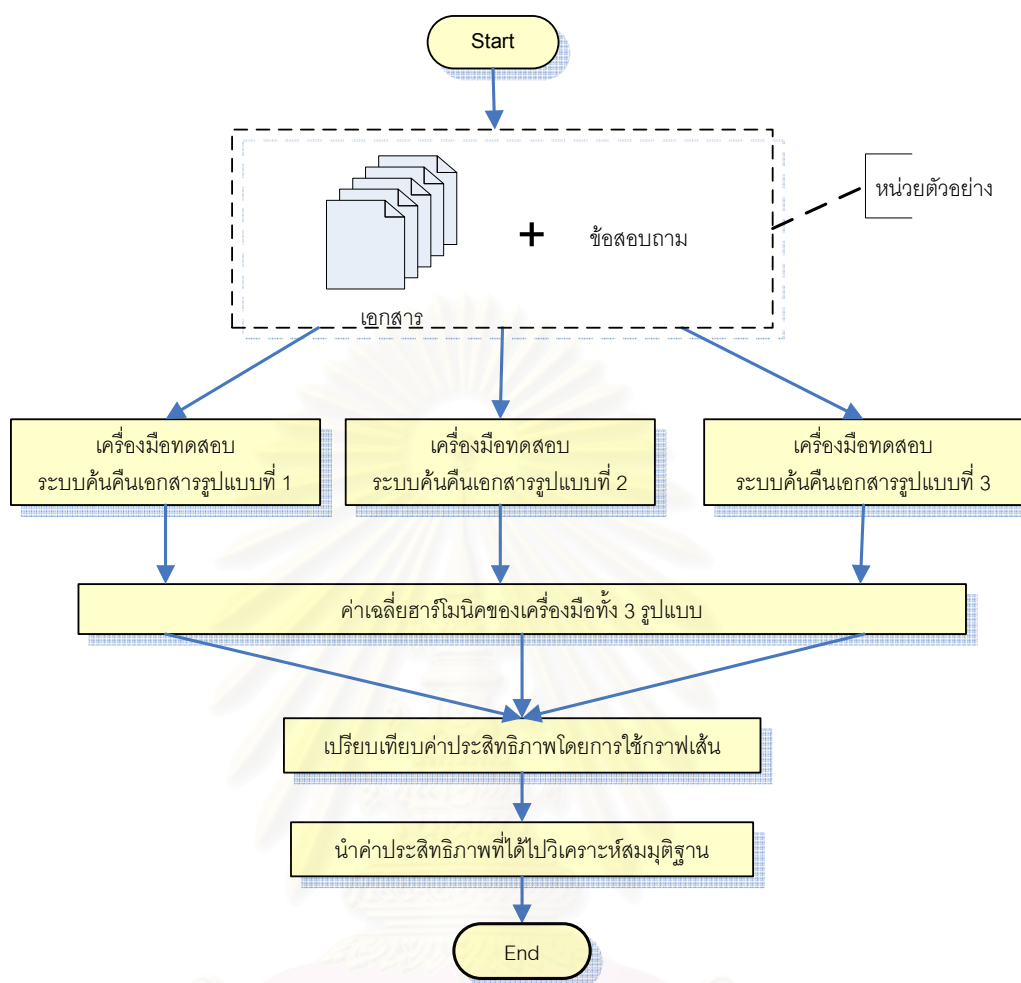 Start
หน่วยตัวอย่าง
+
ข้อสอบถาม
เอกสาร
เครื่องมือทดสอบ
ระบบค้นคืนเอกสารรูปแบบที่ 1
เครื่องมือทดสอบ
ระบบค้นคืนเอกสารรูปแบบที่ 2
เครื่องมือทดสอบ
ระบบค้นคืนเอกสารรูปแบบที่ 3
ค่าเฉลี่ยฮาร์โมนิคของเครื่องมือทั้ง 3 รูปแบบ
เปรียบเทียบค่าประสิทธิภาพโดยการใช้กราฟเส้น
นำค่าประสิทธิภาพที่ได้ไปวิเคราะห์สมมุติฐาน
End